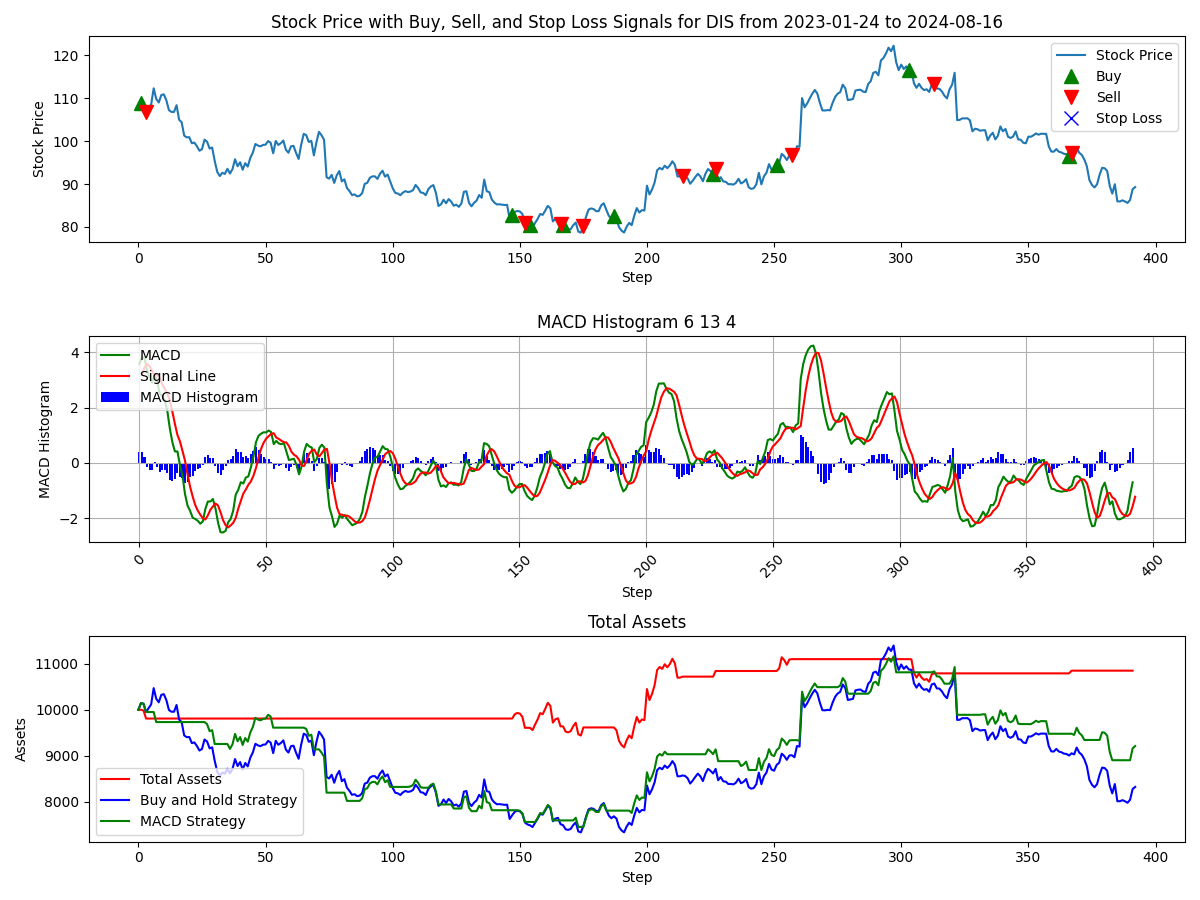 Stock Price with Buy, Sell, and Stop Loss Signals for DIS from 2023-01-24 to 2024-08-16
120
110
100
90
80
Stock Price
Stock Price
Buy
Sell
Stop Loss
0 50 100 150 200 250 300 350 400
Step
MACD Histogram 6 13 4
4
2
0
−2
MACD Histogram
MACD
Signal Line
MACD Histogram
0 50 100 150 200 250 300 350 400
Step
Total Assets
11000
10000
9000
8000
Assets
Total Assets
Buy and Hold Strategy
MACD Strategy
0 50 100 150 200 250 300 350 400
Step